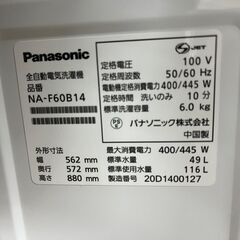 Panasonic
全自動電気洗濯機
品番
NA-F60B14
JET
定格電圧 100 V
定格周波数 50/60 Hz
電動機定格消費電力 400/445 W
定格時間 洗いのみ 10 分
標準洗濯容量 6.0 kg
PS
E
パナソニック株式会社
中国製
外形寸法
幅 562 mm
奥行 572 mm
高さ 880 mm
最大消費電力 400/445 W
標準水量 49 L
標準使用水量 116 L
製造番号 20D1400127